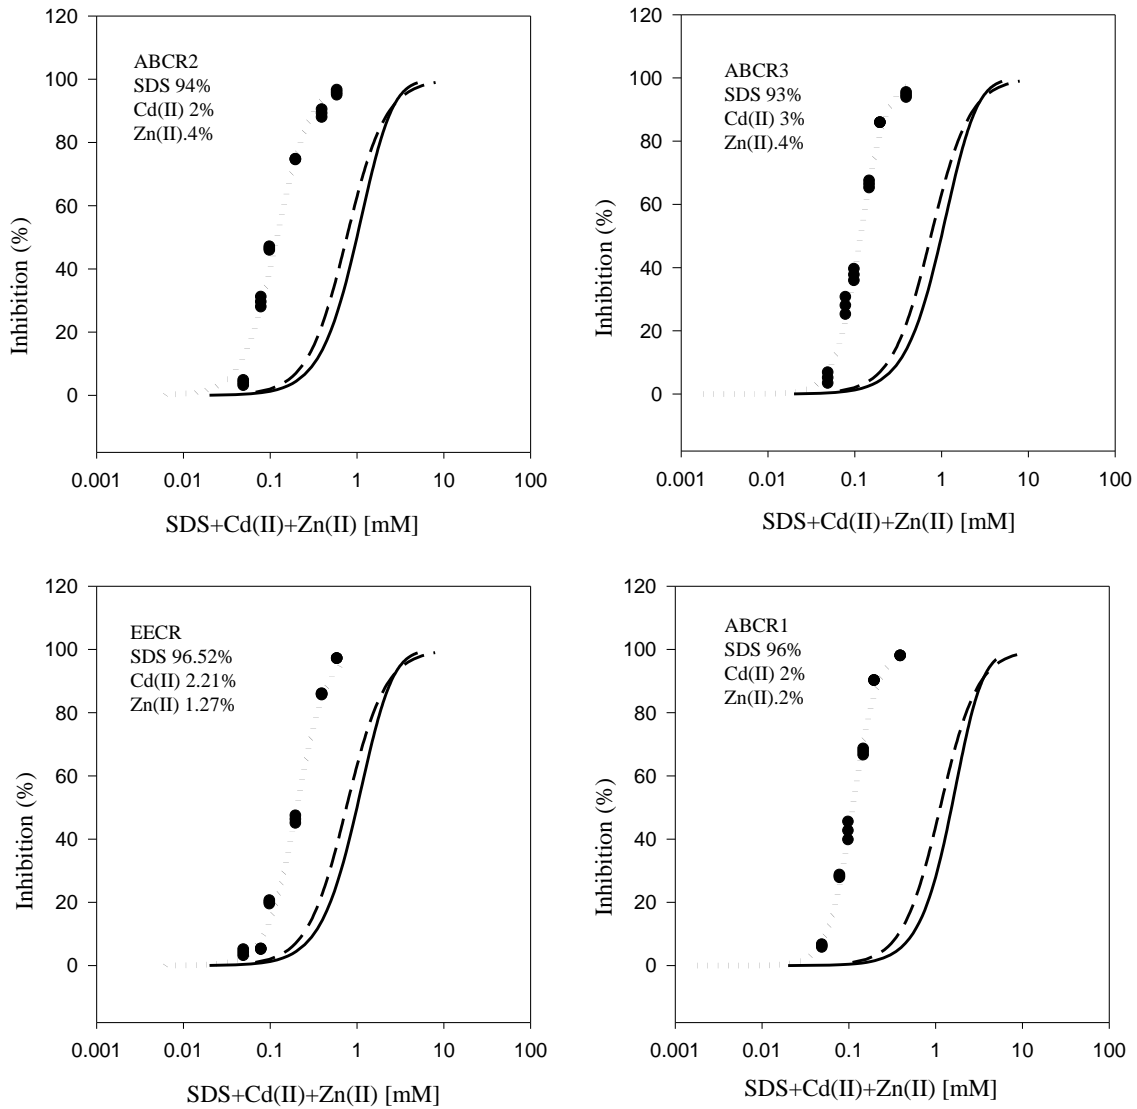 120
100
80
60
40
20
0
Inhibition (%)
ABCR2
SDS 94%
Cd(II) 2%
Zn(II).4%
0.001 0.01 0.1 1 10 100
SDS+Cd(II)+Zn(II) [mM]
120
100
80
60
40
20
0
Inhibition (%)
ABCR3
SDS 93%
Cd(II) 3%
Zn(II).4%
0.001 0.01 0.1 1 10 100
SDS+Cd(II)+Zn(II) [mM]
120
100
80
60
40
20
0
Inhibition (%)
EECR
SDS 96.52%
Cd(II) 2.21%
Zn(II) 1.27%
0.001 0.01 0.1 1 10 100
SDS+Cd(II)+Zn(II) [mM]
120
100
80
60
40
20
0
Inhibition (%)
ABCR1
SDS 96%
Cd(II) 2%
Zn(II).2%
0.001 0.01 0.1 1 10 100
SDS+Cd(II)+Zn(II) [mM]